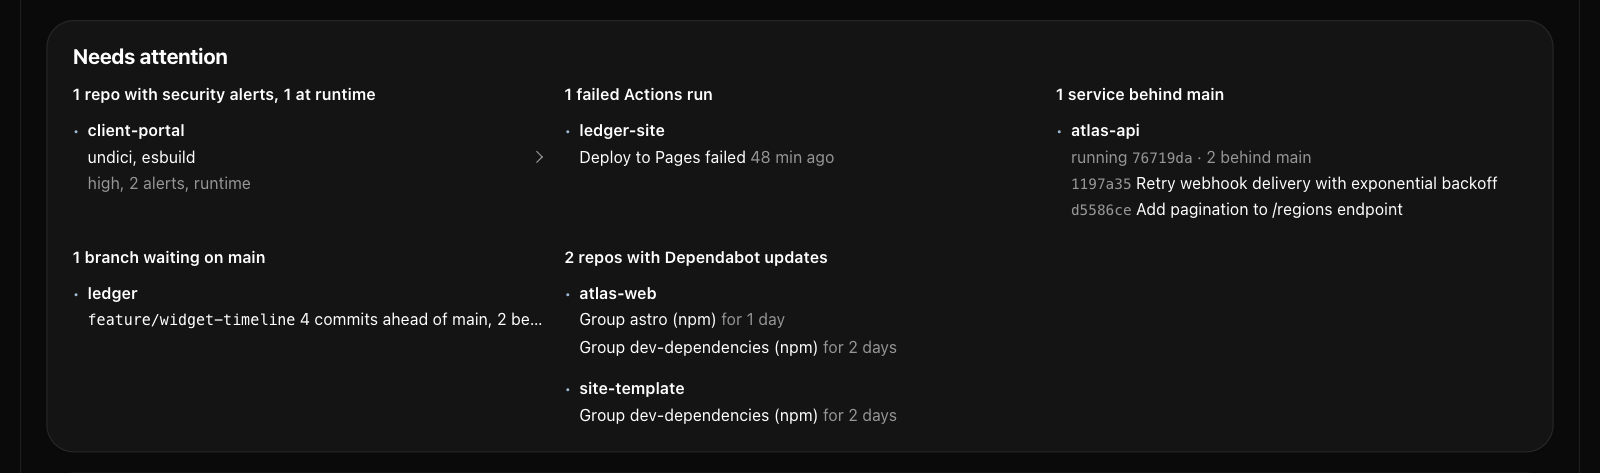 Needs attention
1 repo with security alerts, 1 at runtime
client-portal
undici, esbuild
high, 2 alerts, runtime
1 failed Actions run
ledger-site
Deploy to Pages failed 48 min ago
1 service behind main
atlas-api
running 76719da · 2 behind main
1197a35 Retry webhook delivery with exponential backoff
d5586ce Add pagination to /regions endpoint
1 branch waiting on main
ledger
feature/widget-timeline 4 commits ahead of main, 2 be...
2 repos with Dependabot updates
atlas-web
Group astro (npm) for 1 day
Group dev-dependencies (npm) for 2 days
site-template
Group dev-dependencies (npm) for 2 days